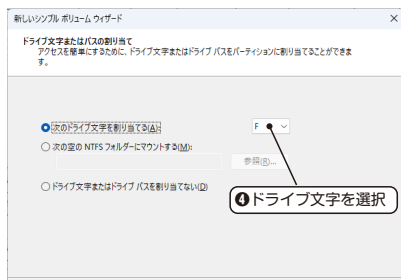 新しいシンプル ボリューム ウィザード
ドライブ文字またはパスの割り当て
アクセスを簡単にするために、ドライブ文字またはドライブ パスをパーティションに割り当てることができま
す。
次のドライブ文字を割り当てる(A):
F
次の空の NTFS フォルダーにマウントする(M):
参照(R)...
ドライブ文字またはドライブ パスを割り当てない(D)
❹ドライブ文字を選択